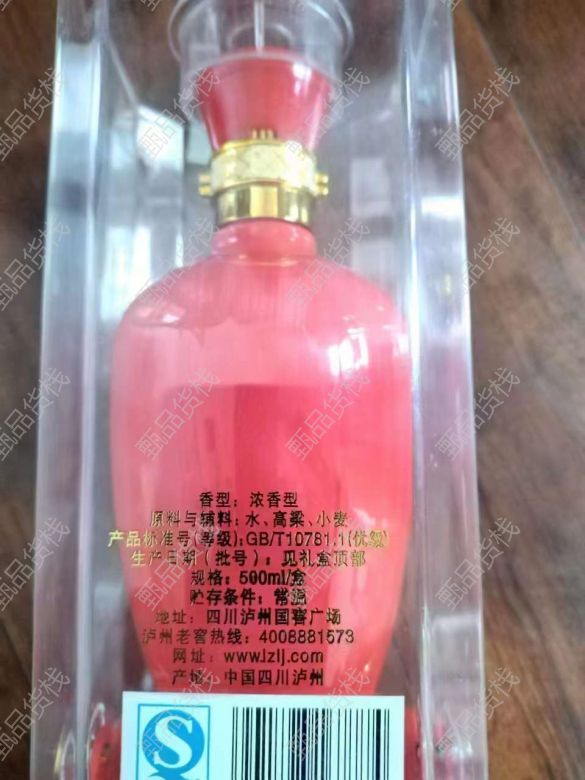 香型：浓香型
原料与辅料：水、高粱、小麦
产品标准号(等级):GB/T10781.1(优级)
生产日期（批号）：见礼盒顶部
规格：500ml/盒
贮存条件：常温
地址：四川泸州国窖广场
泸州老窖热线：4008881573
网址：www.lzlj.com
产地：中国四川泸州
甄品货栈